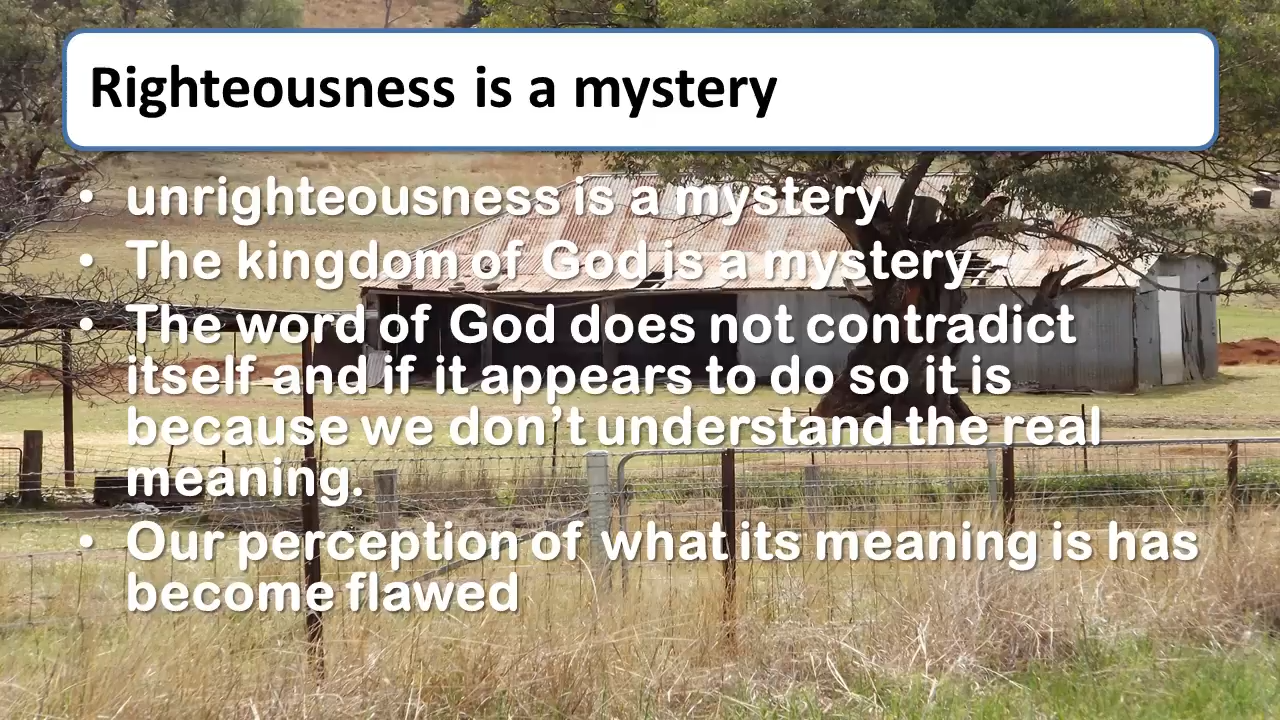 Righteousness is a mystery
• unrighteousness is a mystery
• The kingdom of God is a mystery,-
• The word of God does not contradict
itself and if it appears to do so it is
because we don’t understand the real
meaning.
• Our perception of what its meaning is has
become flawed